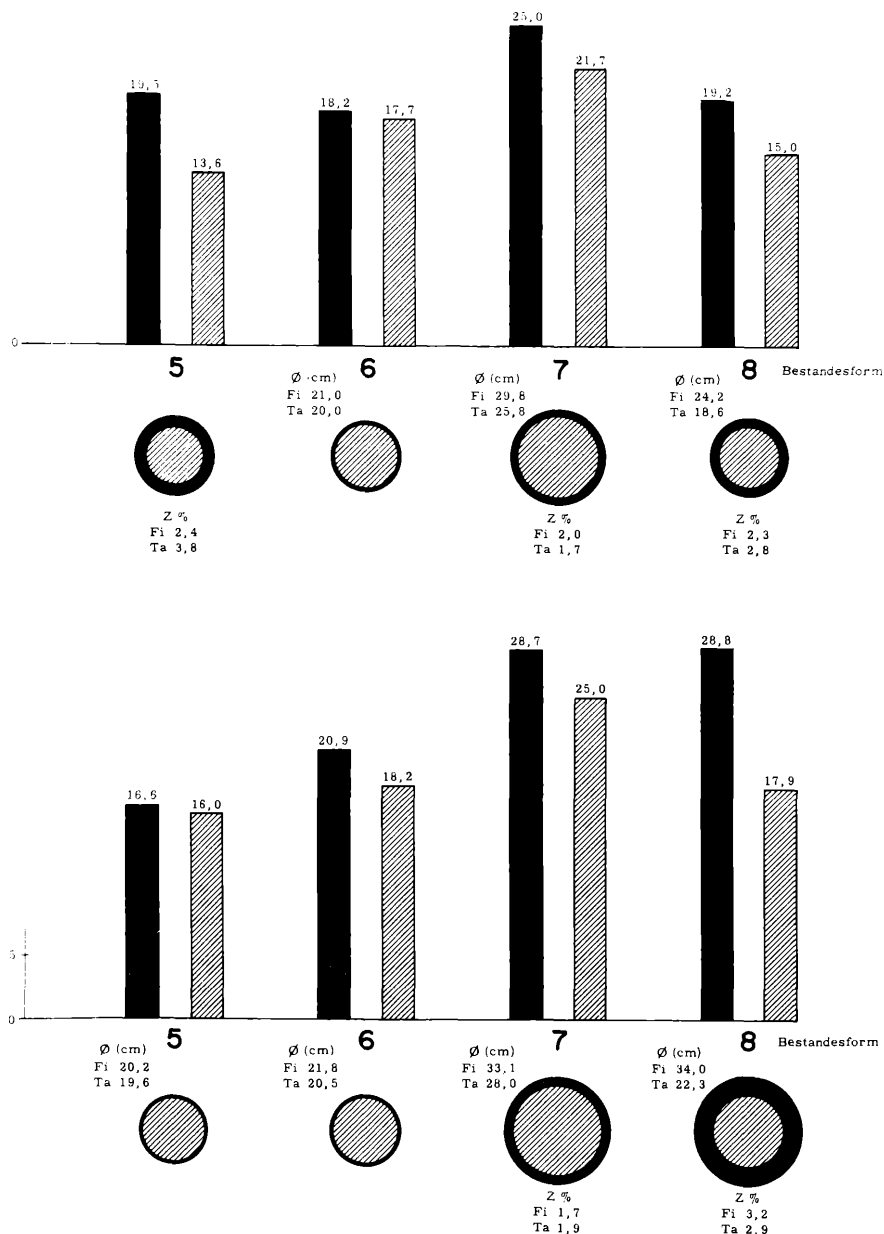 25,0
21,7
19,5
18,2
17,7
19,2
13,6
15,0
0
5 6 7 8 Bestandesform
Ø (cm)
Fi 21,0
Ta 20,0
Ø (cm)
Fi 29,8
Ta 25,8
Ø (cm)
Fi 24,2
Ta 18,6
Z %
Fi 2,4
Ta 3,8
Z %
Fi 2,0
Ta 1,7
Z %
Fi 2,3
Ta 2,8
28,7
28,8
25,0
20,9
18,2
17,9
16,6
16,0
5
0
5 6 7 8 Bestandesform
Ø (cm)
Fi 20,2
Ta 19,6
Ø (cm)
Fi 21,8
Ta 20,5
Ø (cm)
Fi 33,1
Ta 28,0
Ø (cm)
Fi 34,0
Ta 22,3
Z %
Fi 1,7
Ta 1,9
Z %
Fi 3,2
Ta 2,9